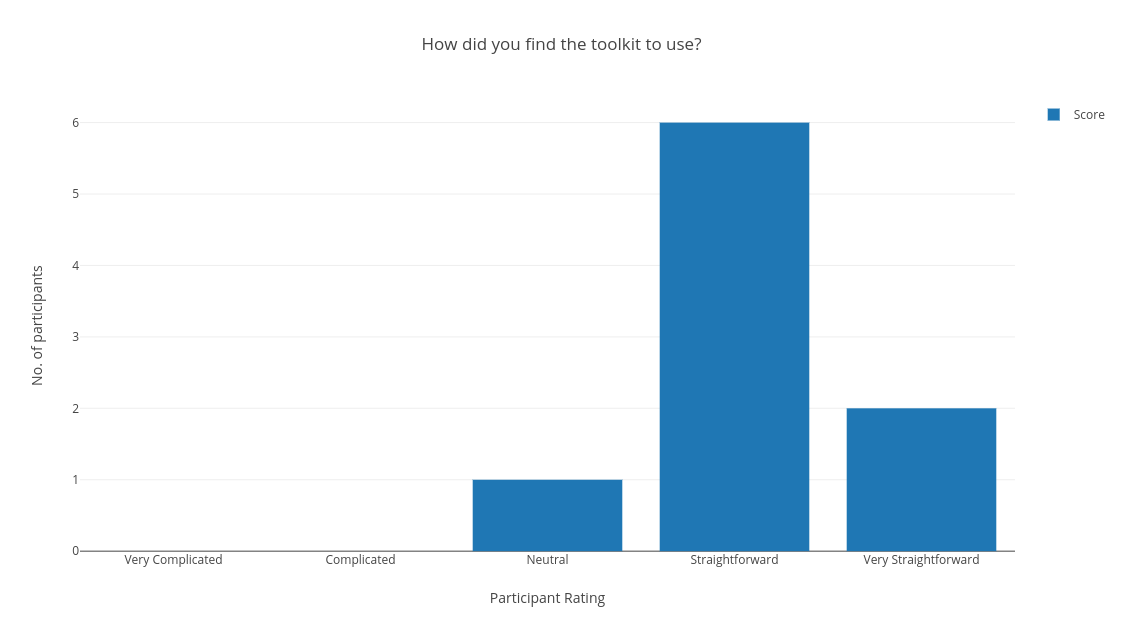 How did you find the toolkit to use?
Score
6
5
4
3
2
1
0
No. of participants
Very Complicated
Complicated
Neutral
Straightforward
Very Straightforward
Participant Rating